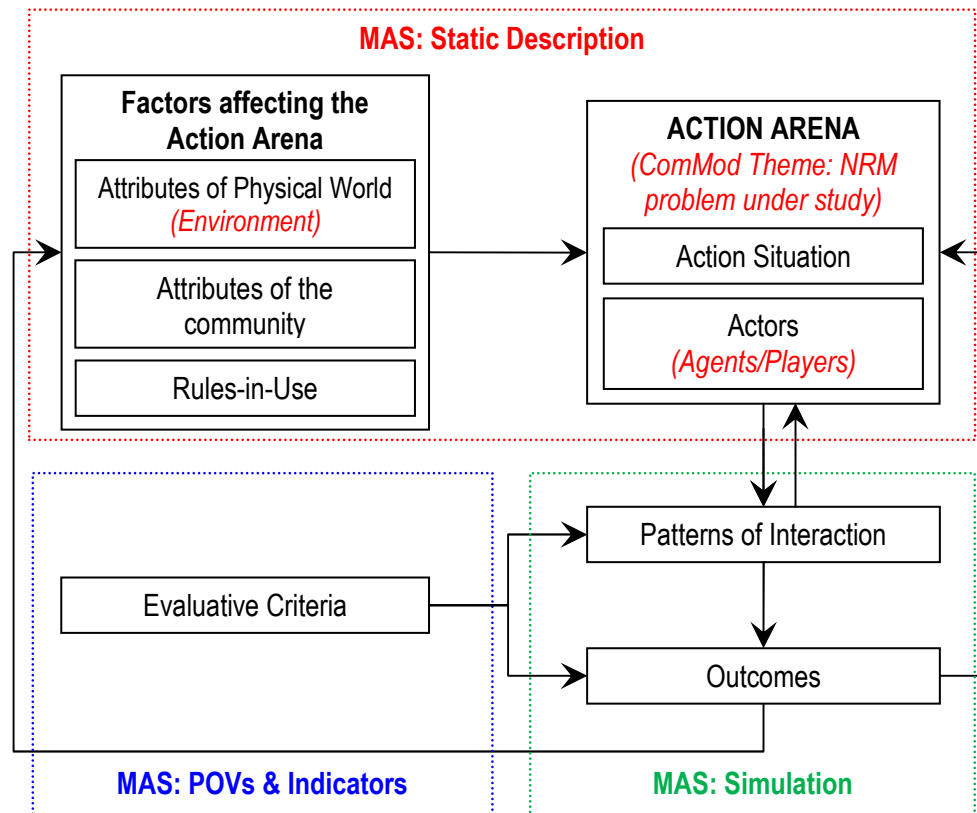 MAS: Static Description
Factors affecting the
Action Arena
Attributes of Physical World
(Environment)
Attributes of the
community
Rules-in-Use
ACTION ARENA
(ComMod Theme: NRM
problem under study)
Action Situation
Actors
(Agents/Players)
Patterns of Interaction
Evaluative Criteria
Outcomes
MAS: POVs & Indicators
MAS: Simulation